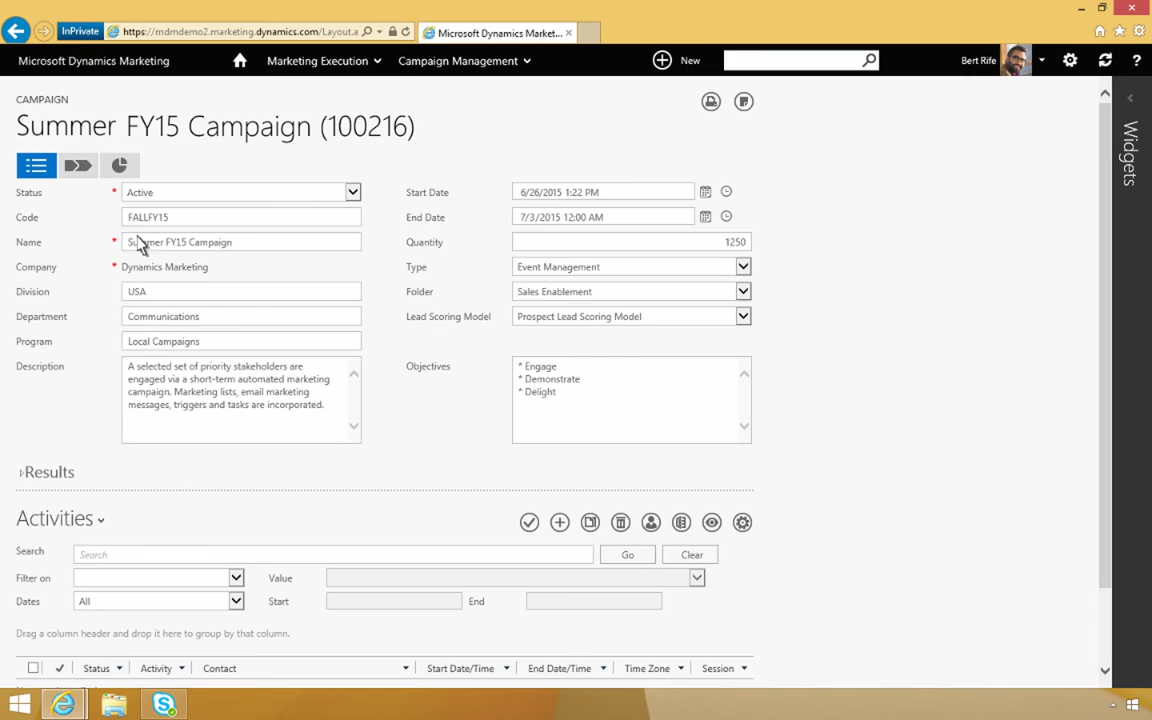 InPrivate https://mdmdemo2.marketing.dynamics.com/Layout.a Microsoft Dynamics Market...
Microsoft Dynamics Marketing Marketing Execution Campaign Management New Bert Rife ?
CAMPAIGN
Summer FY15 Campaign (100216)
Widgets
Status * Active Start Date 6/26/2015 1:22 PM
Code FALLFY15 End Date 7/3/2015 12:00 AM
Name * Summer FY15 Campaign Quantity 1250
Company * Dynamics Marketing Type Event Management
Division USA Folder Sales Enablement
Department Communications Lead Scoring Model Prospect Lead Scoring Model
Program Local Campaigns
Description A selected set of priority stakeholders are Objectives * Engage
engaged via a short-term automated marketing * Demonstrate
campaign. Marketing lists, email marketing * Delight
messages, triggers and tasks are incorporated.
Results
Activities
Search Search Go Clear
Filter on Value
Dates All Start End
Drag a column header and drop it here to group by that column.
Status Activity Contact Start Date/Time End Date/Time Time Zone Session